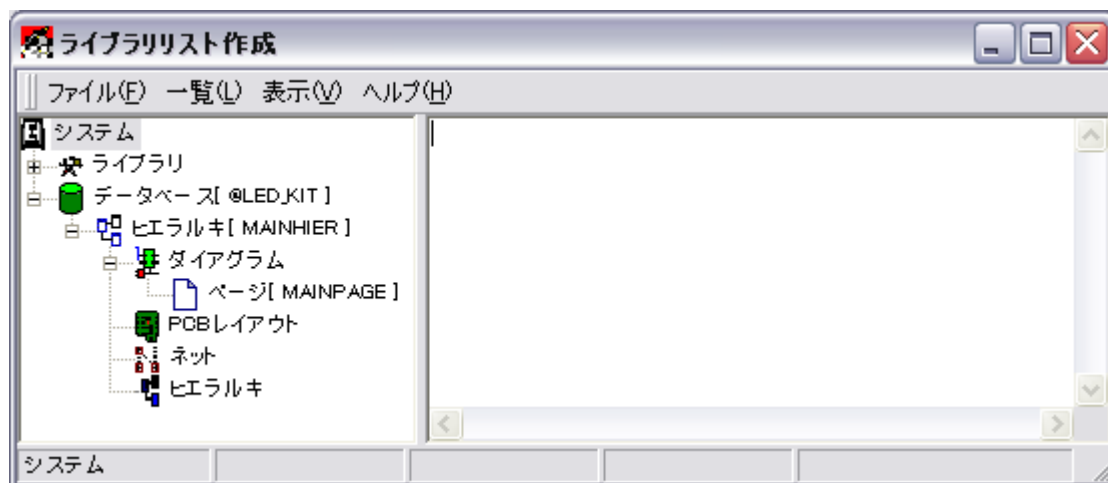 ライブラリリスト作成
ファイル(F) 一覧(L) 表示(V) ヘルプ(H)
システム
ライブラリ
データベース[ @LED_KIT ]
ヒエラルキ[ MAINHIER ]
ダイアグラム
ページ[ MAINPAGE ]
PCBレイアウト
ネット
ヒエラルキ
システム